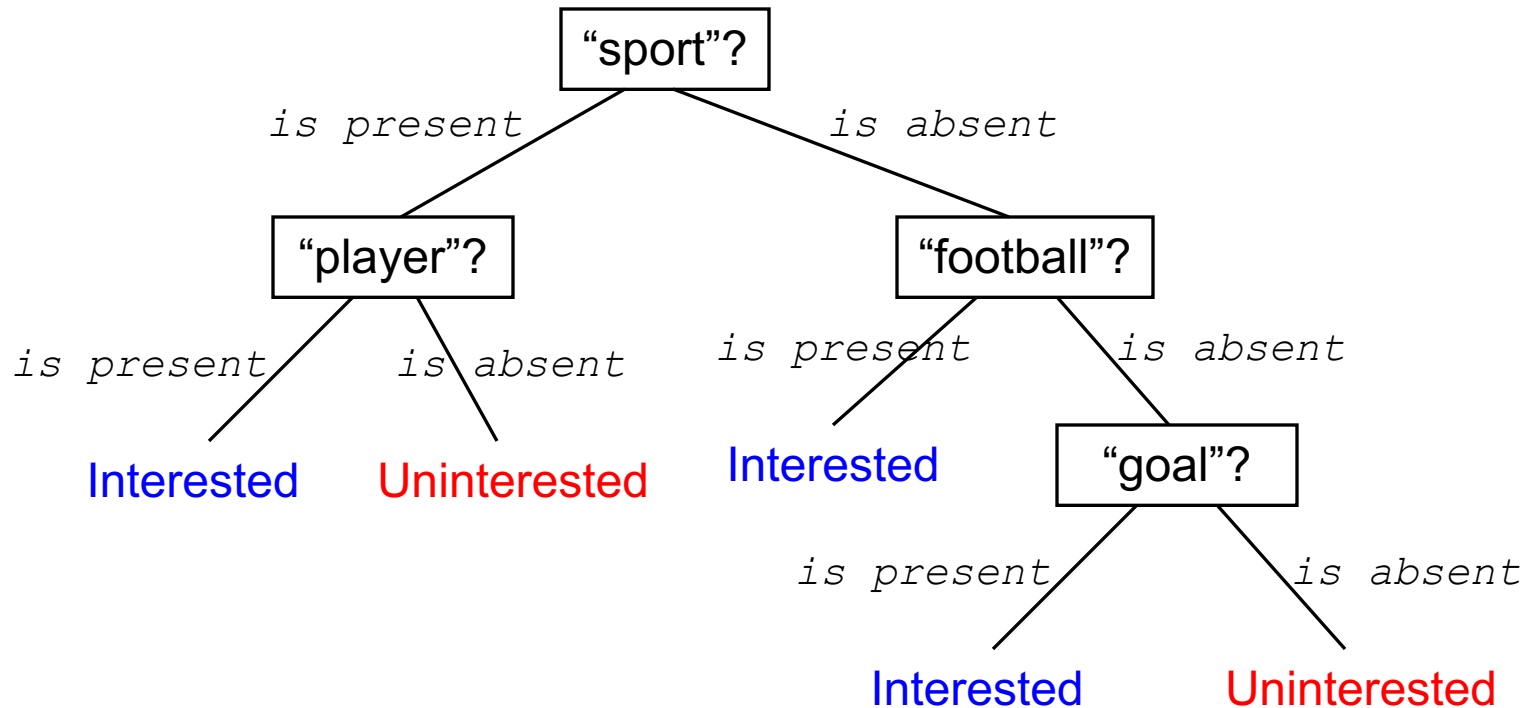 “sport”?
is present
is absent
“player”?
“football”?
is present
is absent
is present
is absent
Interested
Uninterested
Interested
“goal”?
is present
is absent
Interested
Uninterested